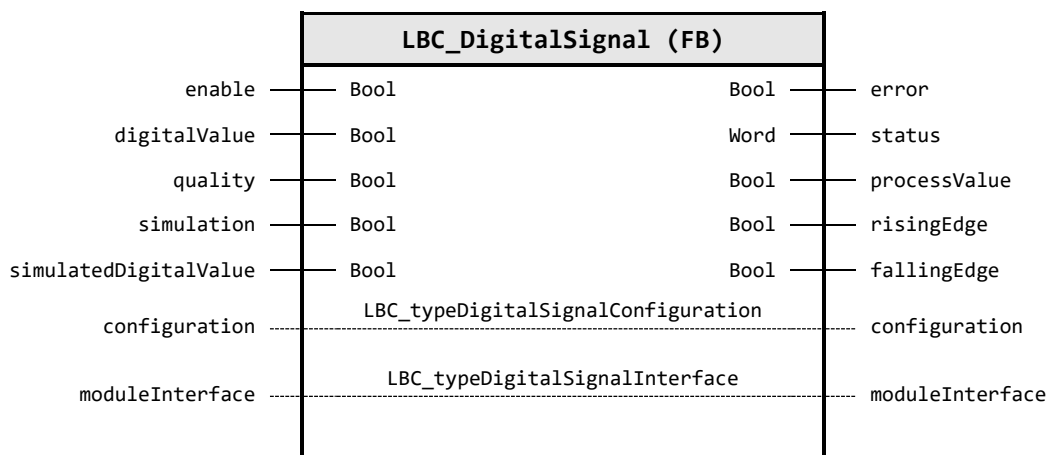 LBC_DigitalSignal (FB)
enable Bool Bool error
digitalValue Bool Word status
quality Bool Bool processValue
simulation Bool Bool risingEdge
simulatedDigitalValue Bool Bool fallingEdge
configuration LBC_typeDigitalSignalConfiguration configuration
moduleInterface LBC_typeDigitalSignalInterface moduleInterface